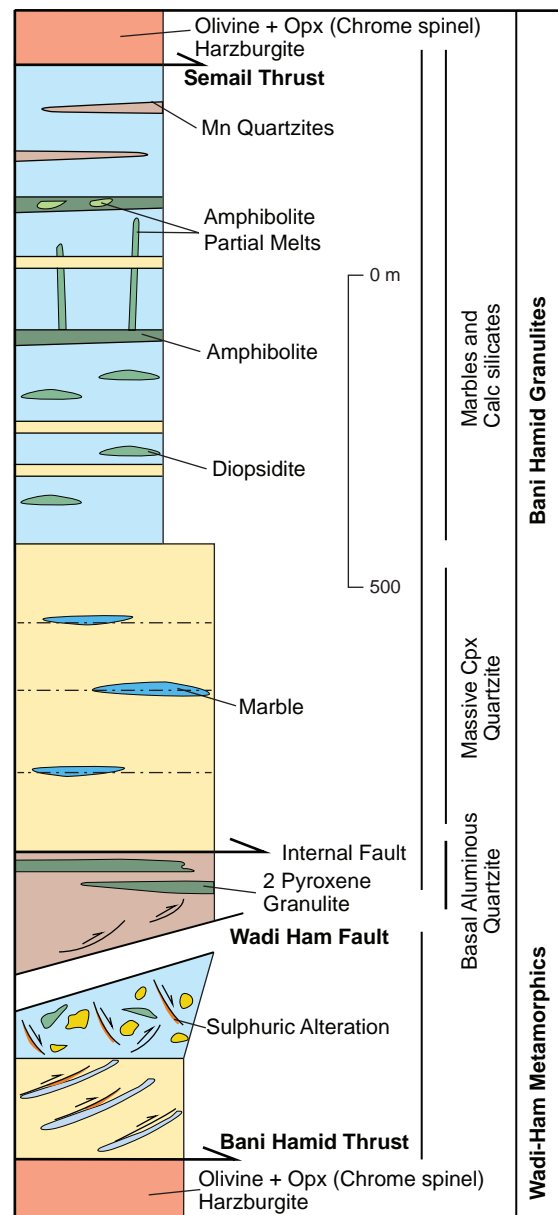 Olivine + Opx (Chrome spinel)
Harzburgite
Semail Thrust
Mn Quartzites
Amphibolite
Partial Melts
0 m
Amphibolite
Diopsidite
500
Marble
Internal Fault
2 Pyroxene
Granulite
Wadi Ham Fault
Sulphuric Alteration
Bani Hamid Thrust
Olivine + Opx (Chrome spinel)
Harzburgite
Marbles and
Calc silicates
Massive Cpx
Quartzite
Basal Aluminous
Quartzite
Bani Hamid Granulites
Wadi-Ham Metamorphics